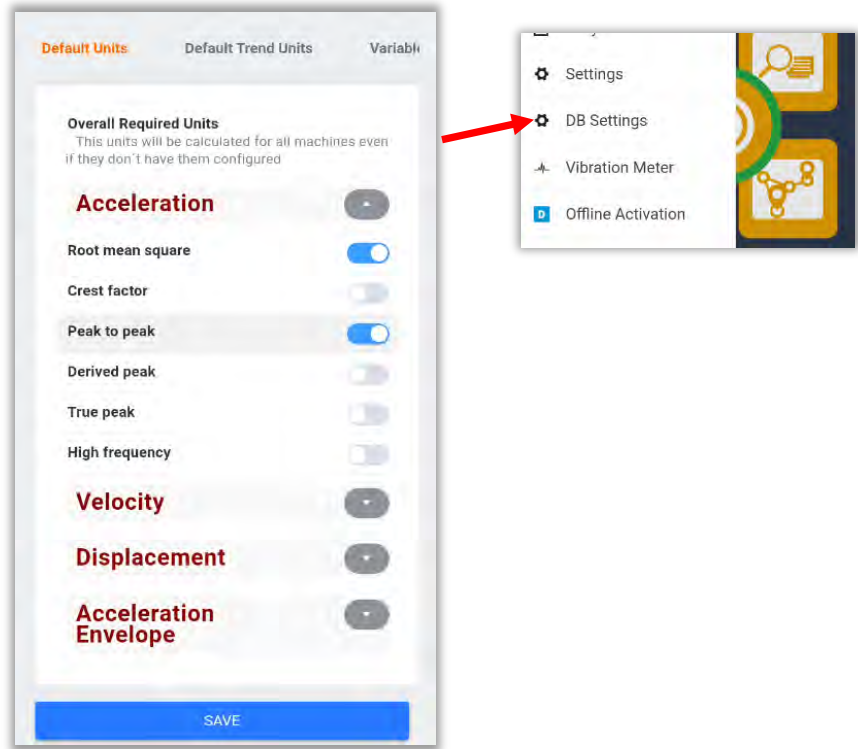 Default Units Default Trend Units Variable
Overall Required Units
This units will be calculated for all machines even
if they don´t have them configured
Acceleration
Root mean square
Crest factor
Peak to peak
Derived peak
True peak
High frequency
Velocity
Displacement
Acceleration
Envelope
SAVE
Settings
DB Settings
Vibration Meter
D Offline Activation